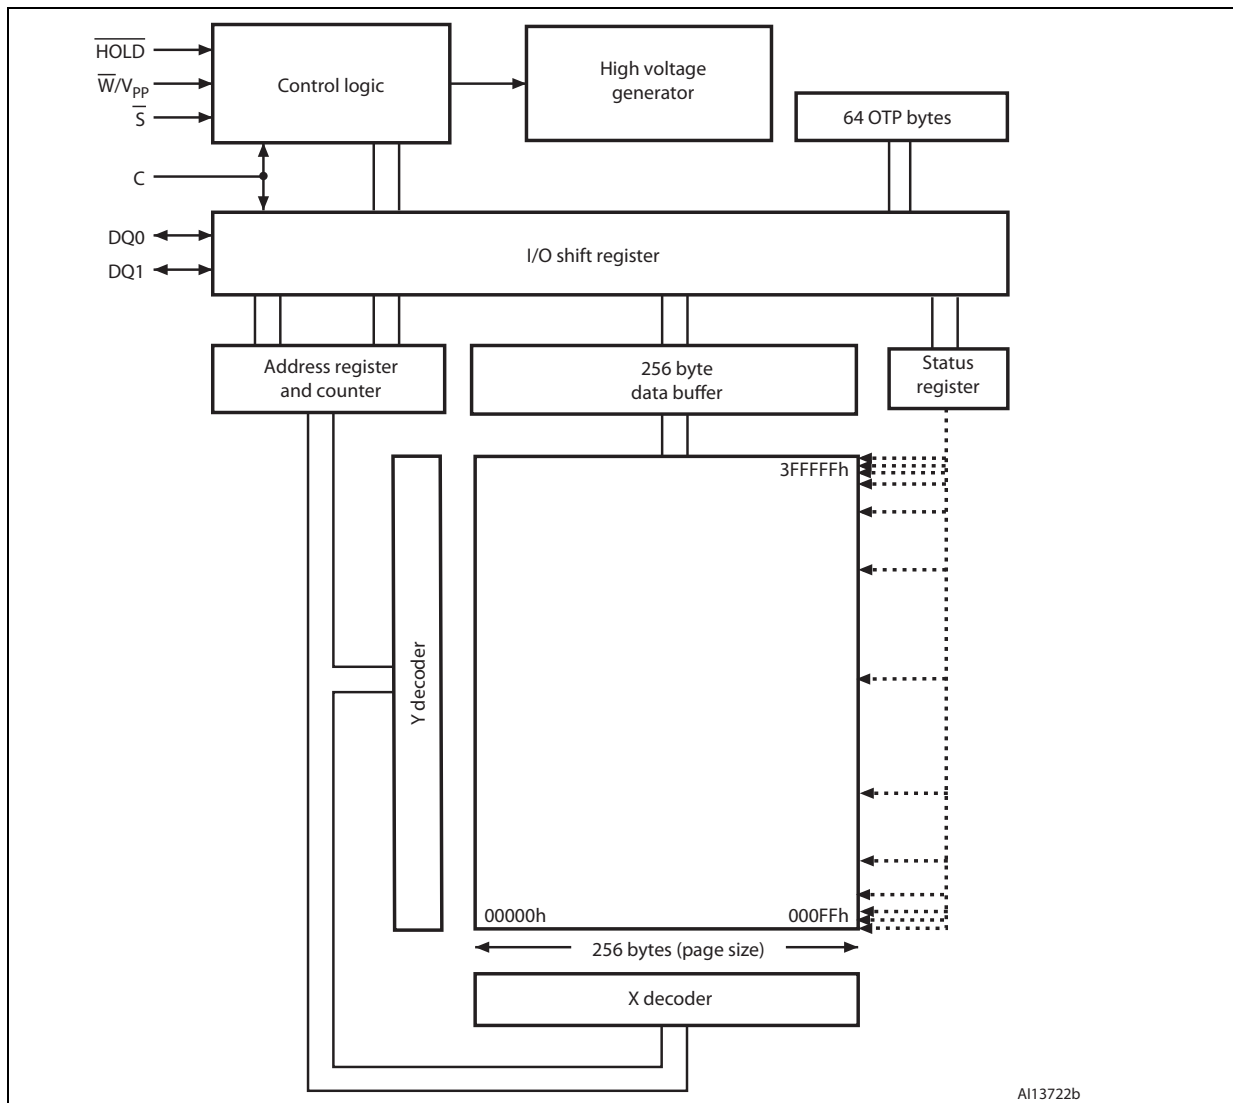 H̅O̅L̅D̅
W̅/VPP
S̅
C
DQ0
DQ1
Control logic
High voltage
generator
64 OTP bytes
I/O shift register
Address register
and counter
256 byte
data buffer
Status
register
3FFFFFh
Y decoder
00000h
000FFh
256 bytes (page size)
X decoder
AI13722b